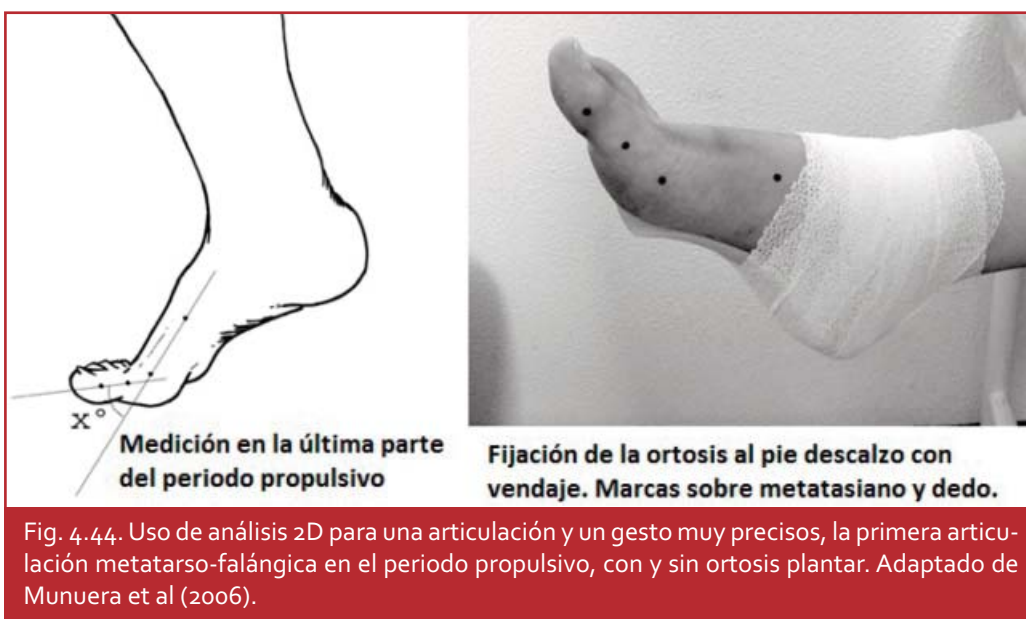 x°
Medición en la última parte
del periodo propulsivo
Fijación de la ortosis al pie descalzo con
vendaje. Marcas sobre metatasiano y dedo.
Fig. 4.44. Uso de análisis 2D para una articulación y un gesto muy precisos, la primera articu-
lación metatarso-falángica en el periodo propulsivo, con y sin ortosis plantar. Adaptado de
Munuera et al (2006).